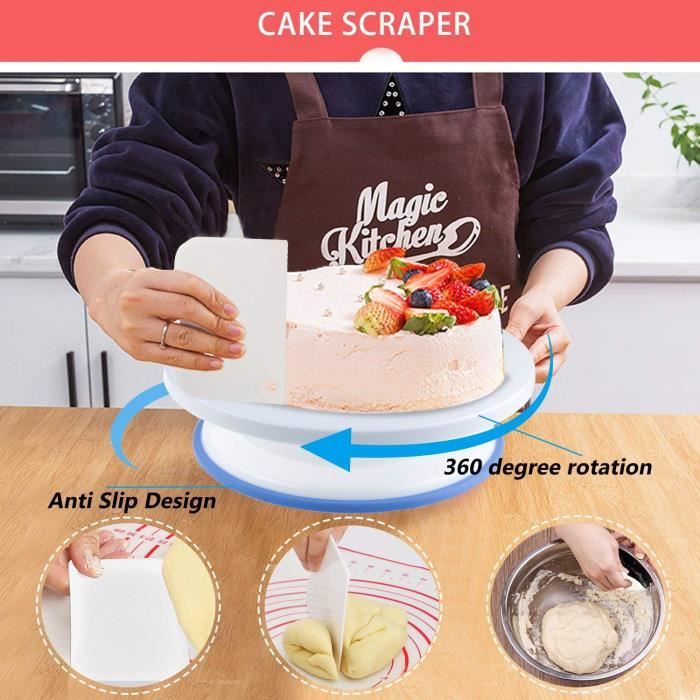 CAKE SCRAPER
Magic
Kitchen
360 degree rotation
Anti Slip Design